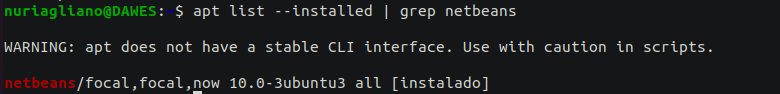 nuriagliano@DAWES:~$ apt list --installed | grep netbeans
WARNING: apt does not have a stable CLI interface. Use with caution in scripts.
netbeans/focal,focal,now 10.0-3ubuntu3 all [instalado]